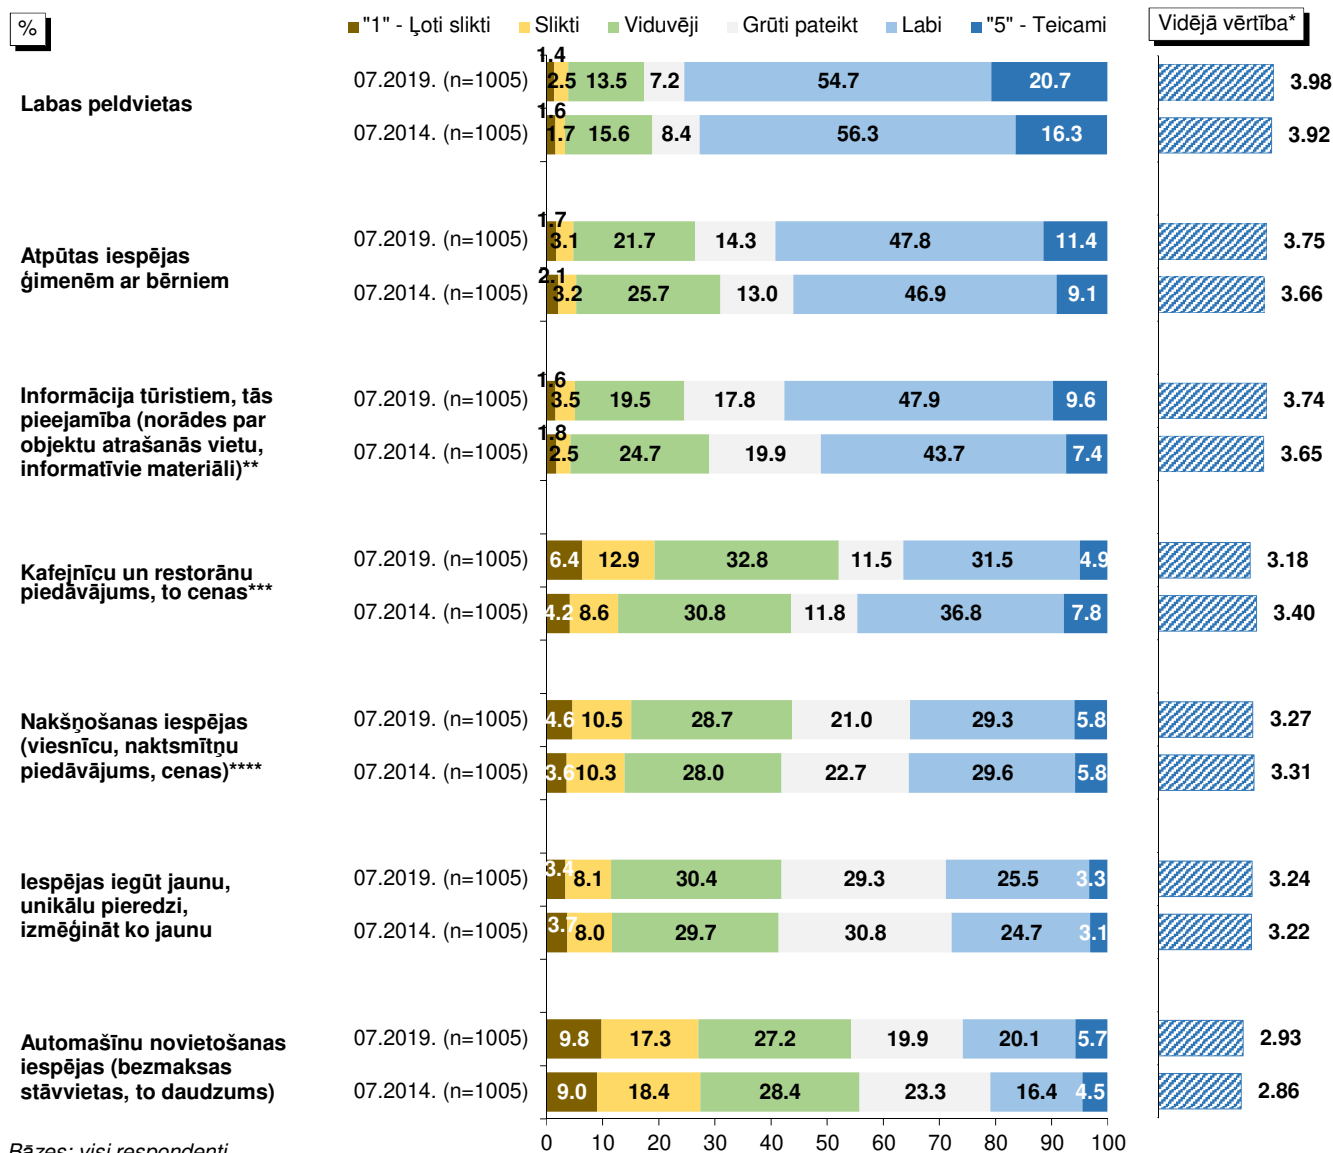 %
"1" - Ļoti slikti Slikti Viduvēji Grūti pateikt Labi "5" - Teicami
Vidējā vērtība*
Labas peldvietas
07.2019. (n=1005) 1.4 2.5 13.5 7.2 54.7 20.7 3.98
07.2014. (n=1005) 1.6 1.7 15.6 8.4 56.3 16.3 3.92
Atpūtas iespējas
ģimenēm ar bērniem
07.2019. (n=1005) 1.7 3.1 21.7 14.3 47.8 11.4 3.75
07.2014. (n=1005) 2.1 3.2 25.7 13.0 46.9 9.1 3.66
Informācija tūristiem, tās
pieejamība (norādes par
objektu atrašanās vietu,
informatīvie materiāli)**
07.2019. (n=1005) 1.6 3.5 19.5 17.8 47.9 9.6 3.74
07.2014. (n=1005) 1.8 2.5 24.7 19.9 43.7 7.4 3.65
Kafejnīcu un restorānu
piedāvājums, to cenas***
07.2019. (n=1005) 6.4 12.9 32.8 11.5 31.5 4.9 3.18
07.2014. (n=1005) 4.2 8.6 30.8 11.8 36.8 7.8 3.40
Nakšņošanas iespējas
(viesnīcu, naktsmītņu
piedāvājums, cenas)****
07.2019. (n=1005) 4.6 10.5 28.7 21.0 29.3 5.8 3.27
07.2014. (n=1005) 3.6 10.3 28.0 22.7 29.6 5.8 3.31
Iespējas iegūt jaunu,
unikālu pieredzi,
izmēģināt ko jaunu
07.2019. (n=1005) 3.4 8.1 30.4 29.3 25.5 3.3 3.24
07.2014. (n=1005) 3.7 8.0 29.7 30.8 24.7 3.1 3.22
Automašīnu novietošanas
iespējas (bezmaksas
stāvvietas, to daudzums)
07.2019. (n=1005) 9.8 17.3 27.2 19.9 20.1 5.7 2.93
07.2014. (n=1005) 9.0 18.4 28.4 23.3 16.4 4.5 2.86
0 10 20 30 40 50 60 70 80 90 100
Bāzes: visi respondenti